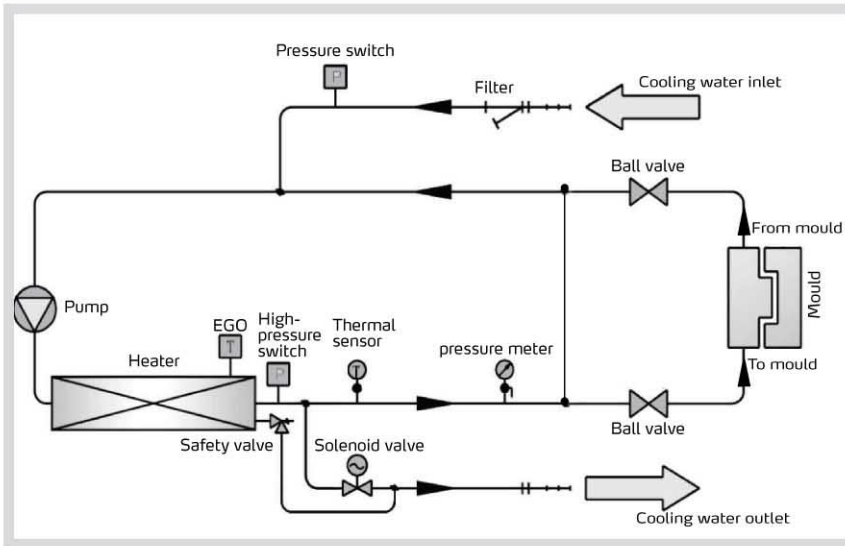 Pressure switch
P
Filter
Cooling water inlet
Ball valve
From mould
Pump
Mould
EGO
T
High-
pressure
switch
P
Thermal
sensor
T
pressure meter
To mould
Heater
Safety valve
Solenoid valve
Ball valve
Cooling water outlet